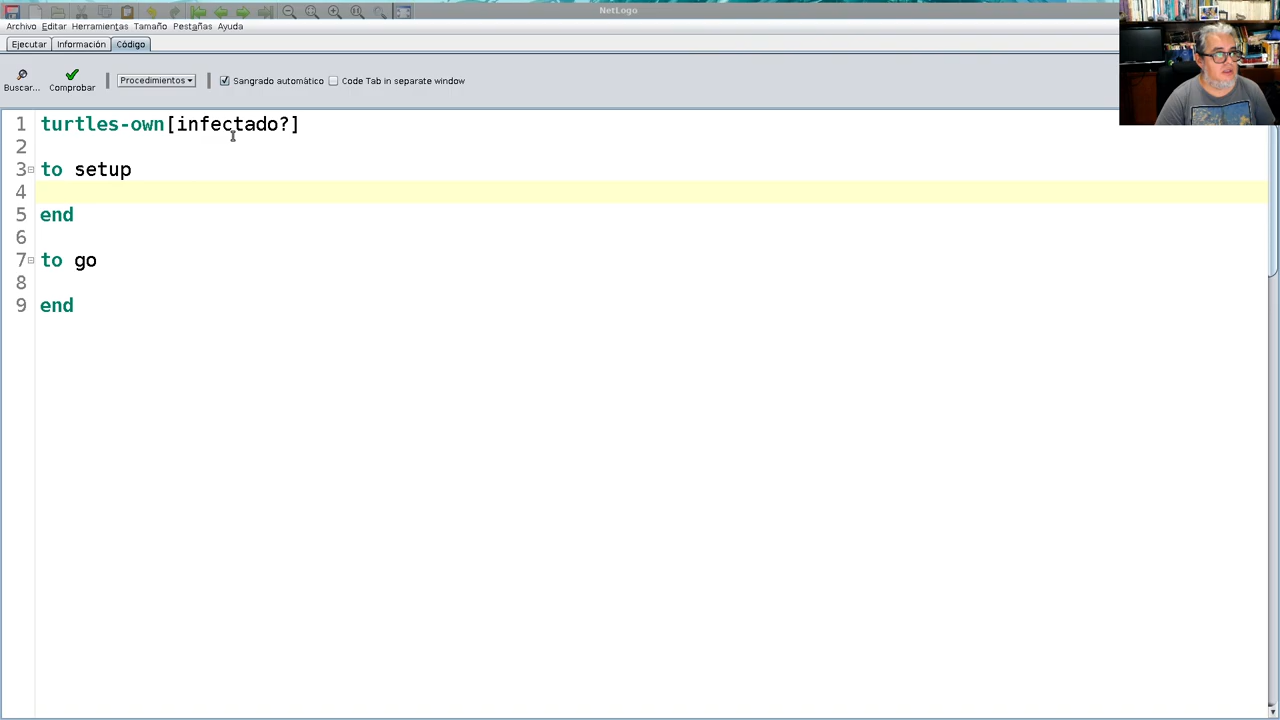 NetLogo
Archivo Editar Herramientas Tamaño Pestañas Ayuda
Ejecutar Información Código
Buscar... Comprobar Procedimientos Sangrado automático Code Tab in separate window
1 turtles-own[infectado?]
2
3 to setup
4
5 end
6
7 to go
8
9 end